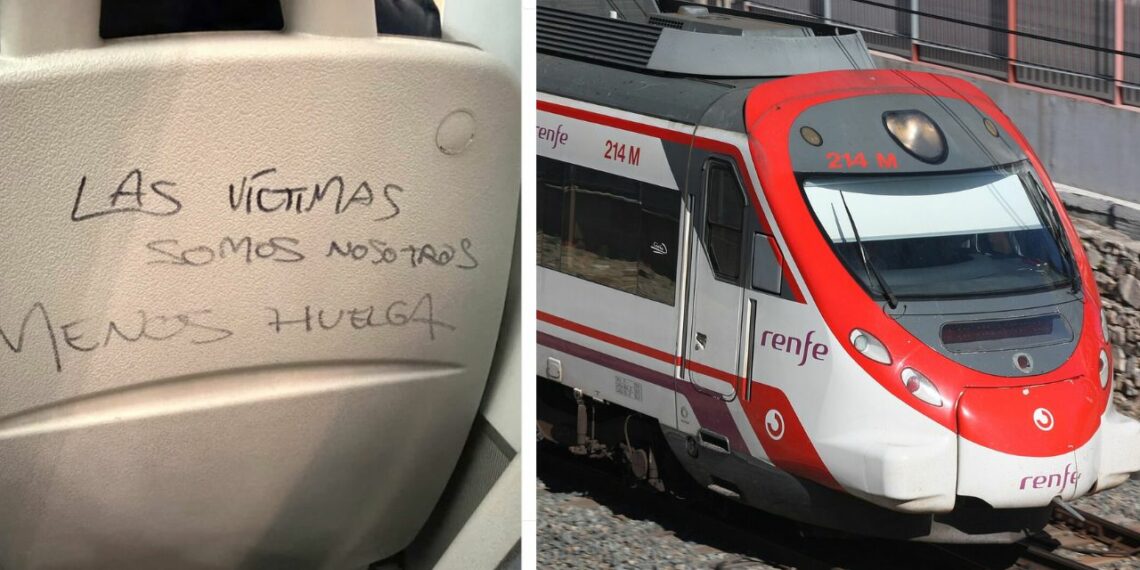 LAS VÍCTIMAS
SOMOS NOSOTROS
MENOS HUELGA
renfe
214 M
214 M
renfe
renfe